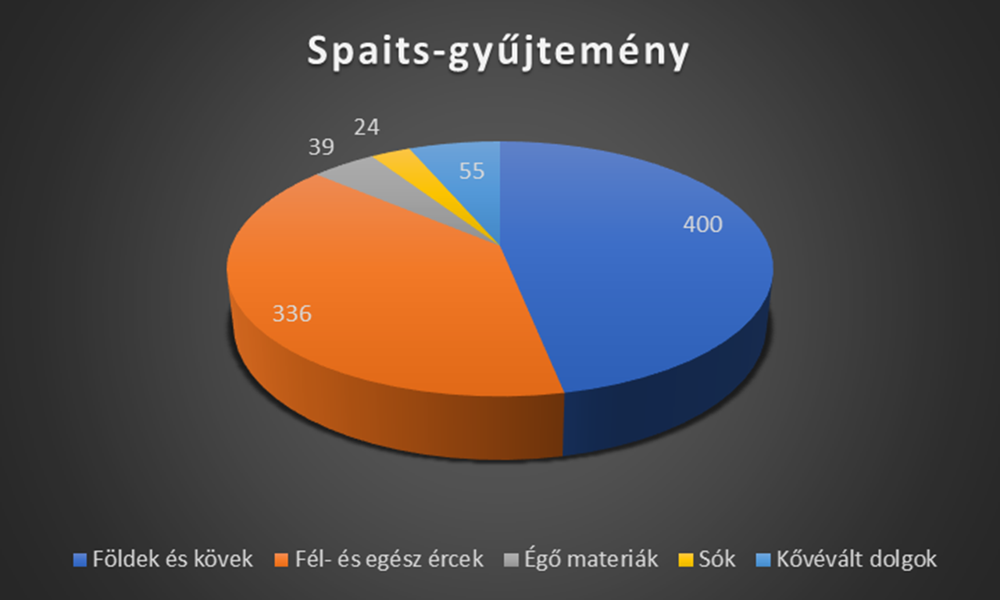 Spaits-gyűjtemény
24
39
55
400
336
Földek és kövek Fél- és egész ércek Égő materiák Sók Kővévált dolgok